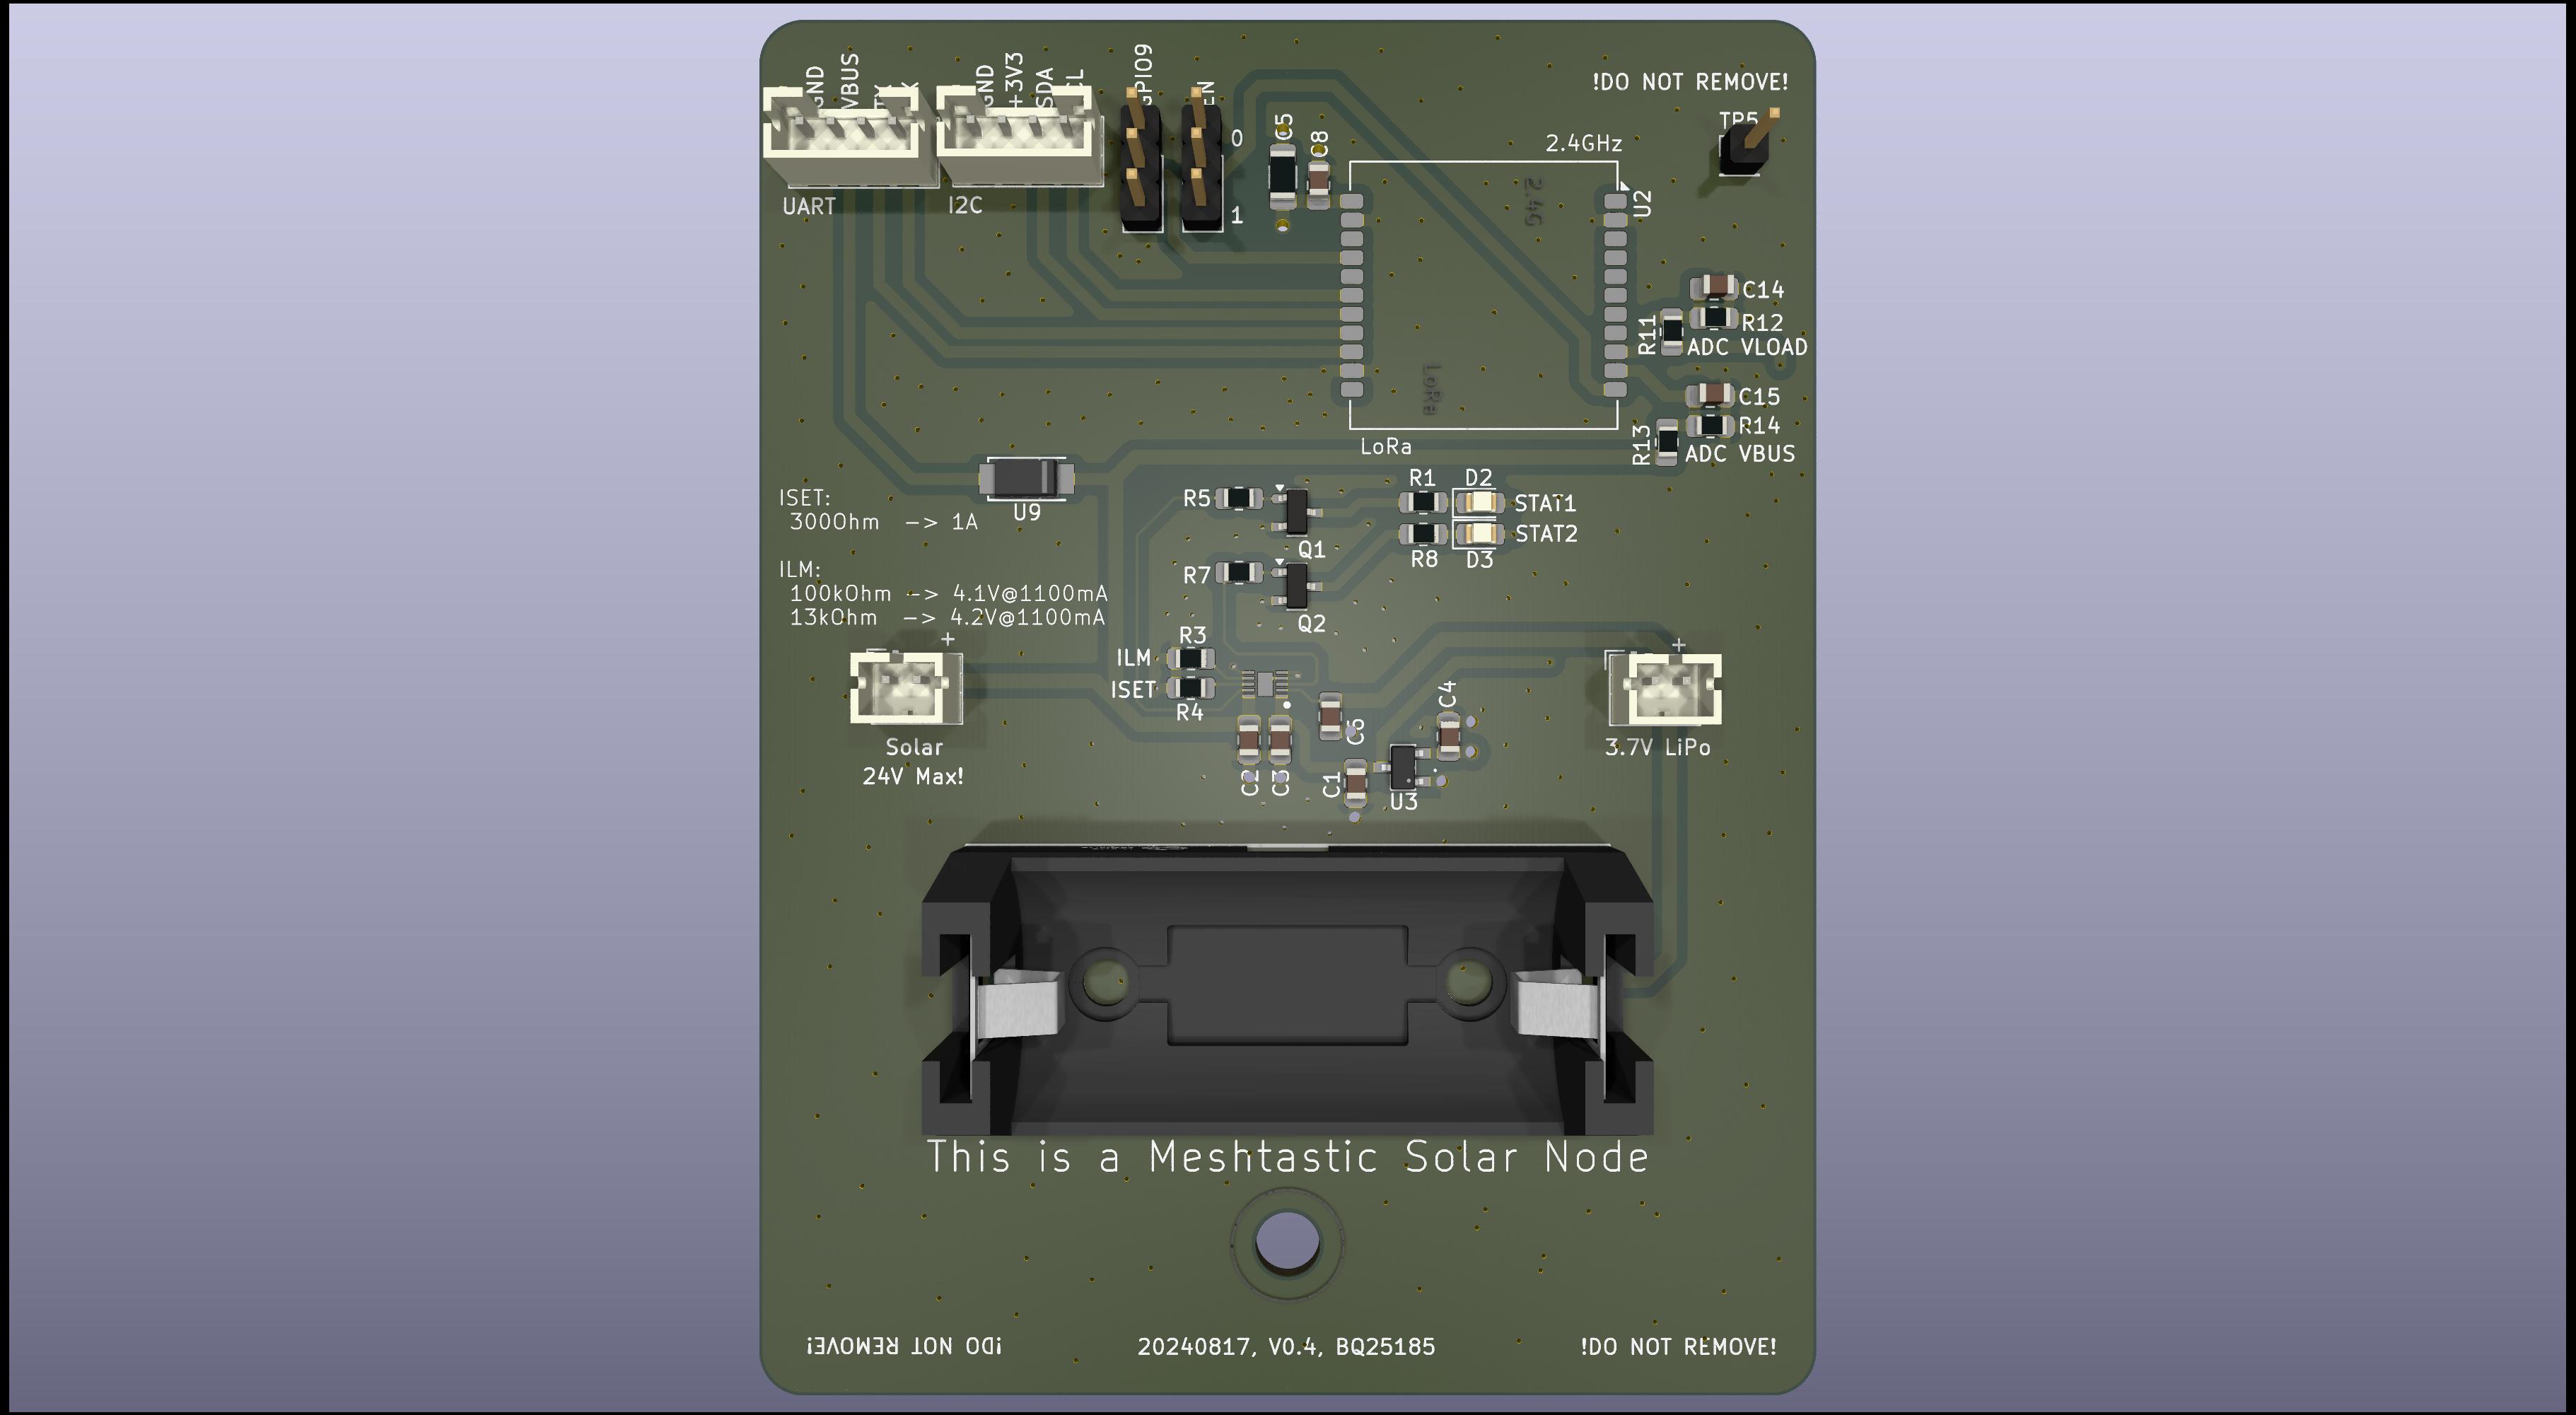 GND
VBUS
GND
+3V3
SDA
GPIO9
!DO NOT REMOVE!
TP5
0
1
C5
C8
2.4GHz
2.4G
U2
UART
I2C
C14
R12
R11
ADC VLOAD
LoRa
C15
R14
R13
ADC VBUS
LoRa
ISET:
300Ohm -> 1A
U9
R5
Q1
R1
D2
STAT1
STAT2
R8
D3
ILM:
100kOhm -> 4.1V@1100mA
13kOhm -> 4.2V@1100mA
R7
Q2
+
R3
ILM
ISET
R4
C4
+
C6
Solar
24V Max!
C2
C3
C1
U3
3.7V LiPo
This is a Meshtastic Solar Node
!DO NOT REMOVE!
20240817, V0.4, BQ25185
!DO NOT REMOVE!